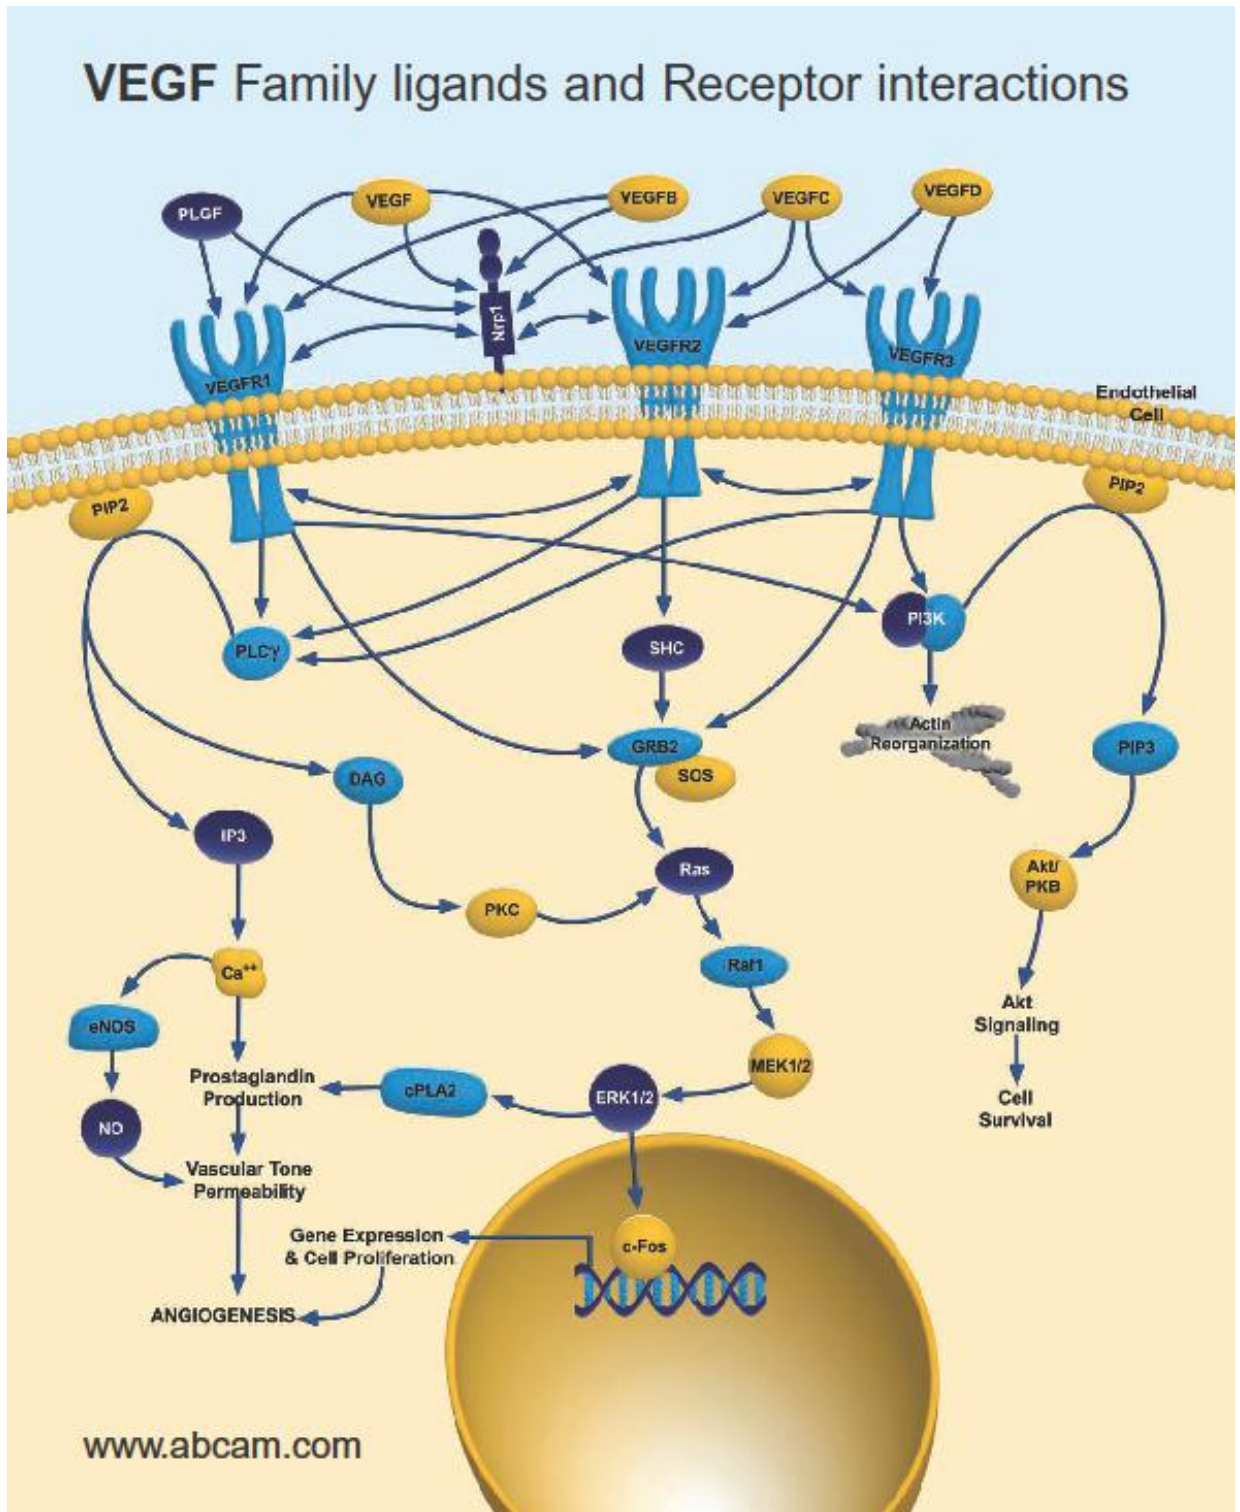 VEGF Family ligands and Receptor interactions
PLGF
VEGF
VEGFB
VEGFC
VEGFD
Nrp1
VEGFR1
VEGFR2
VEGFR3
Endothelial
Cell
PIP2
PIP2
PLCγ
SHC
PI3K
GRB2
SOS
Actin
Reorganization
PIP3
DAG
IP3
Ras
Akt/
PKB
PKC
Raf1
Ca++
eNOS
Akt
Signaling
Prostaglandin
Production
cPLA2
ERK1/2
MEK1/2
Cell
Survival
NO
Vascular Tone
Permeability
Gene Expression
& Cell Proliferation
c-Fos
ANGIOGENESIS
www.abcam.com